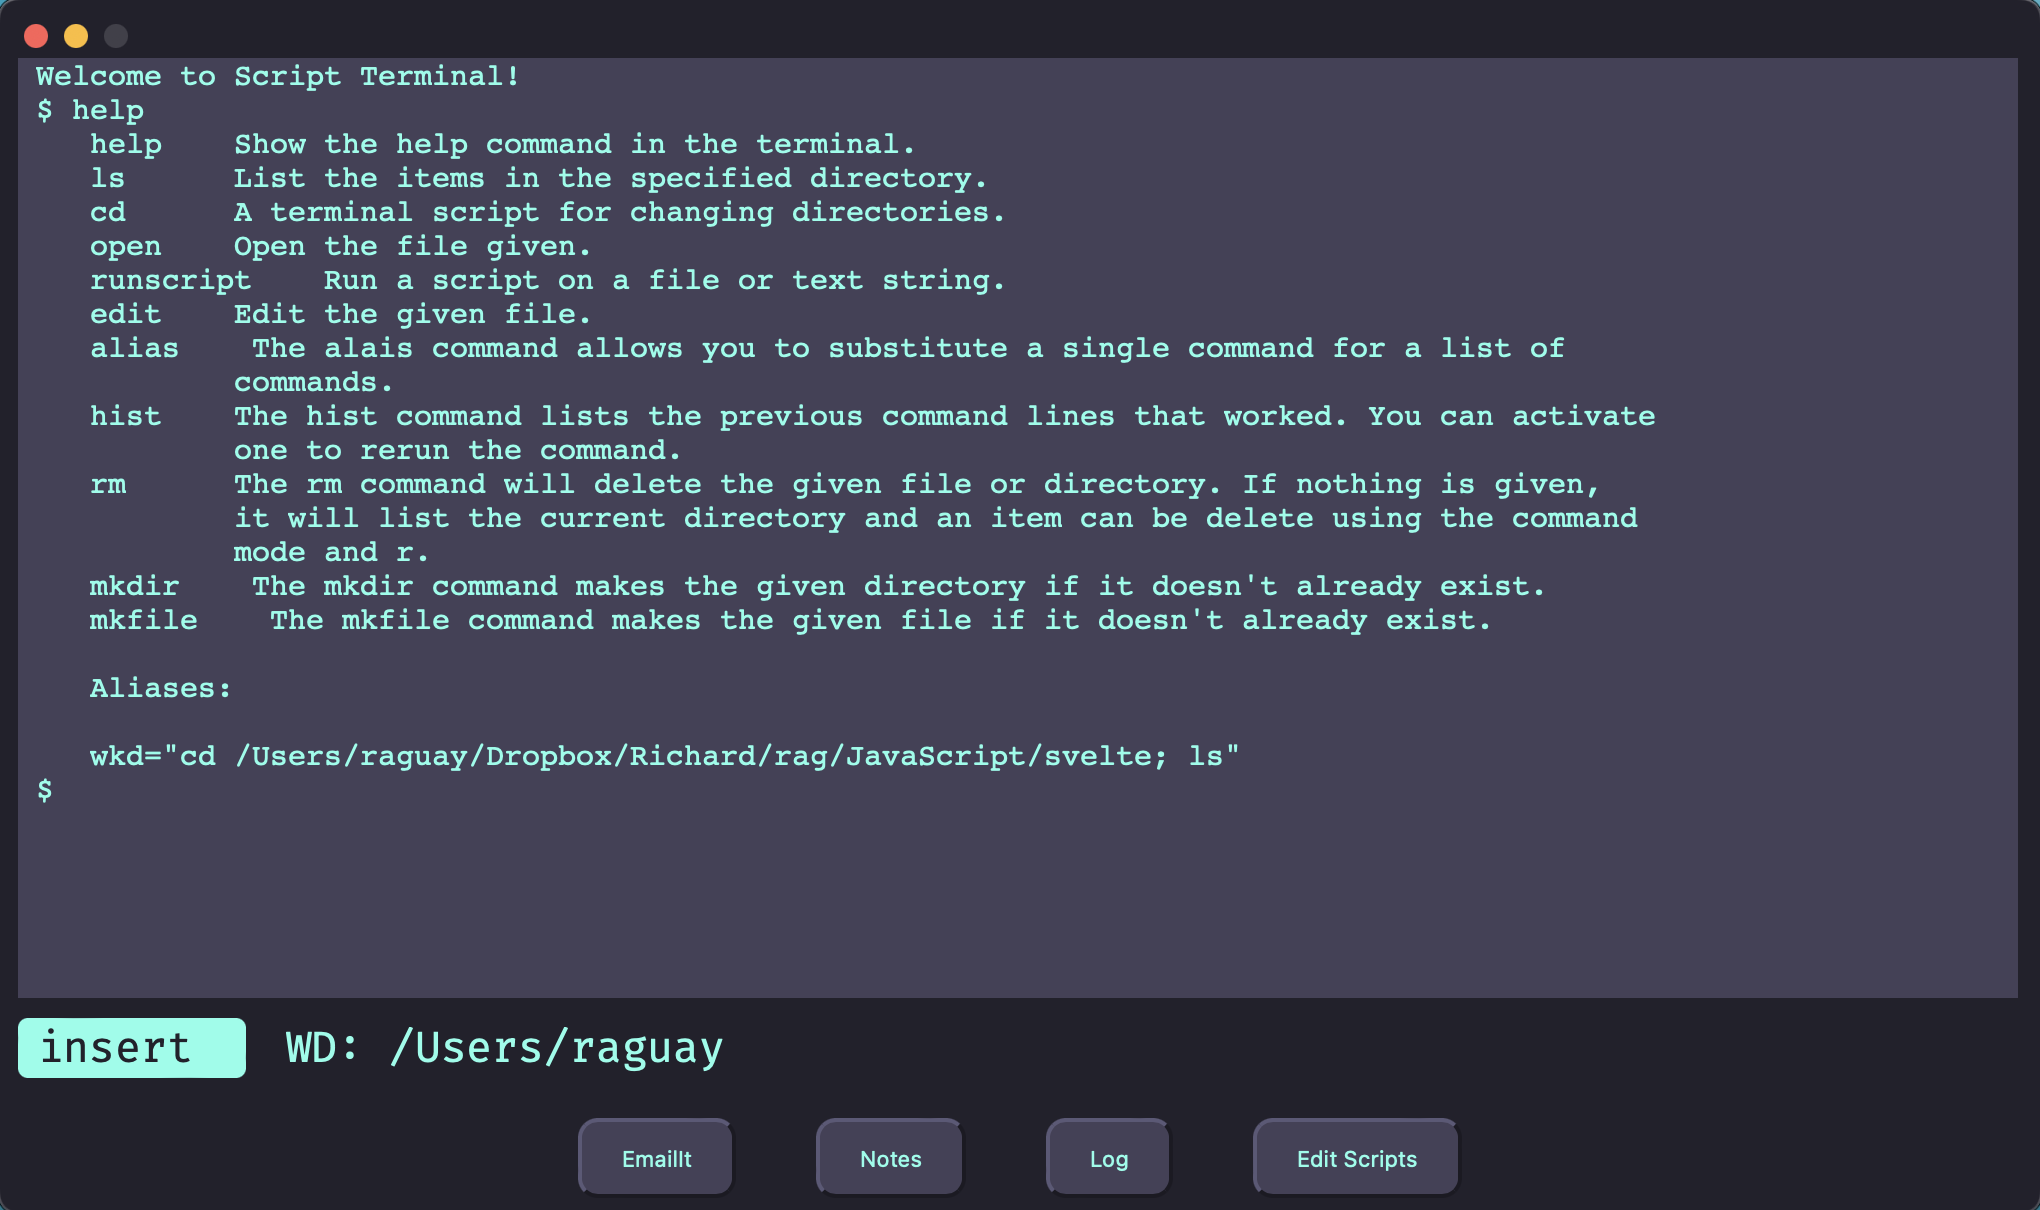 Welcome to Script Terminal!
$ help
   help    Show the help command in the terminal.
   ls      List the items in the specified directory.
   cd      A terminal script for changing directories.
   open    Open the file given.
   runscript    Run a script on a file or text string.
   edit    Edit the given file.
   alias    The alais command allows you to substitute a single command for a list of
           commands.
   hist    The hist command lists the previous command lines that worked. You can activate
           one to rerun the command.
   rm      The rm command will delete the given file or directory. If nothing is given,
           it will list the current directory and an item can be delete using the command
           mode and r.
   mkdir    The mkdir command makes the given directory if it doesn't already exist.
   mkfile    The mkfile command makes the given file if it doesn't already exist.

   Aliases:

   wkd="cd /Users/raguay/Dropbox/Richard/rag/JavaScript/svelte; ls"
$
insert WD: /Users/raguay
EmailIt Notes Log Edit Scripts